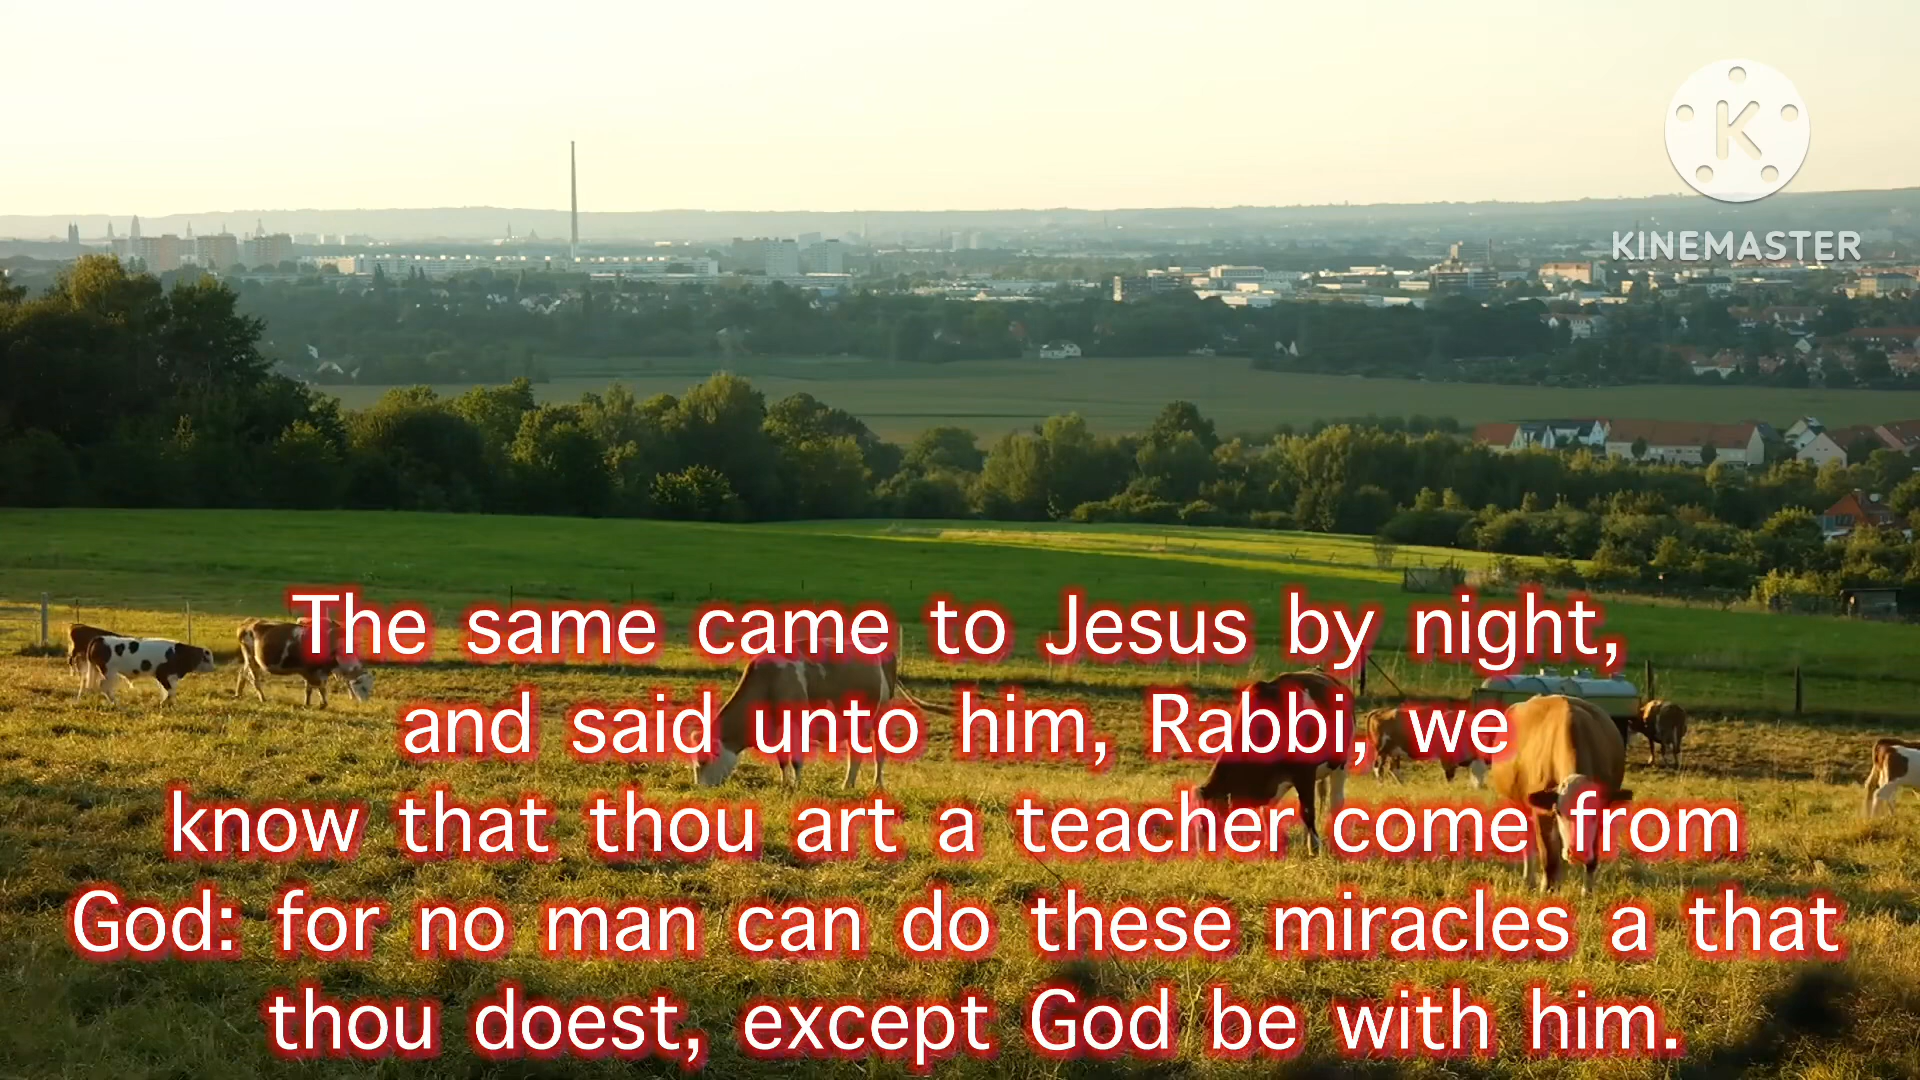 K
KINEMASTER
The same came to Jesus by night,
and said unto him, Rabbi, we
know that thou art a teacher come from
God: for no man can do these miracles a that
thou doest, except God be with him.